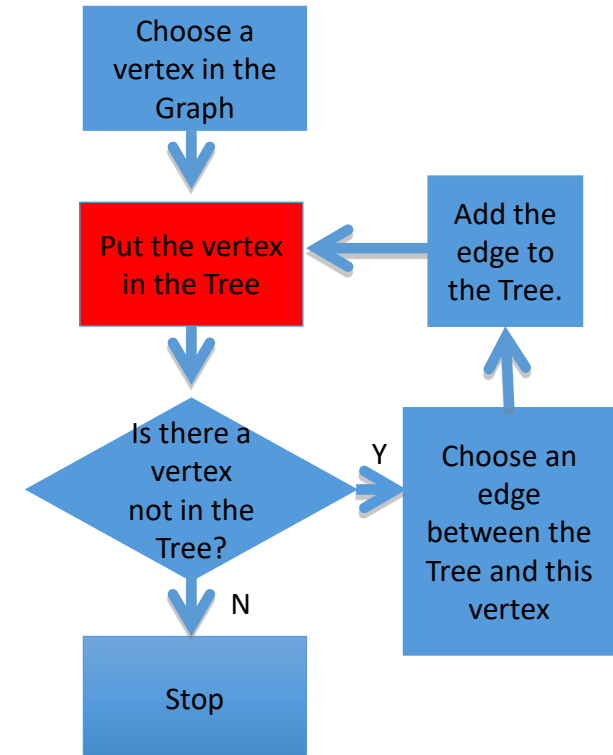 Choose a
vertex in the
Graph
Put the vertex
in the Tree
Add the
edge to
the Tree.
Is there a
vertex
not in the
Tree?
Y
Choose an
edge
between the
Tree and this
vertex
N
Stop